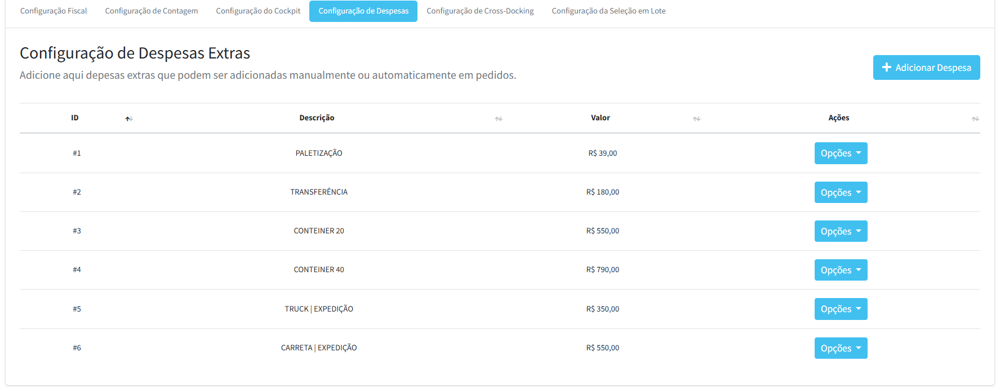 Configuração Fiscal Configuração de Contagem Configuração do Cockpit Configuração de Despesas Configuração de Cross-Docking Configuração da Seleção em Lote
Configuração de Despesas Extras
Adicione aqui depesas extras que podem ser adicionadas manualmente ou automaticamente em pedidos.
Adicionar Despesa
ID Descrição Valor Ações
#1 PALETIZAÇÃO R$ 39,00 Opções
#2 TRANSFERÊNCIA R$ 180,00 Opções
#3 CONTEINER 20 R$ 550,00 Opções
#4 CONTEINER 40 R$ 790,00 Opções
#5 TRUCK | EXPEDIÇÃO R$ 350,00 Opções
#6 CARRETA | EXPEDIÇÃO R$ 550,00 Opções